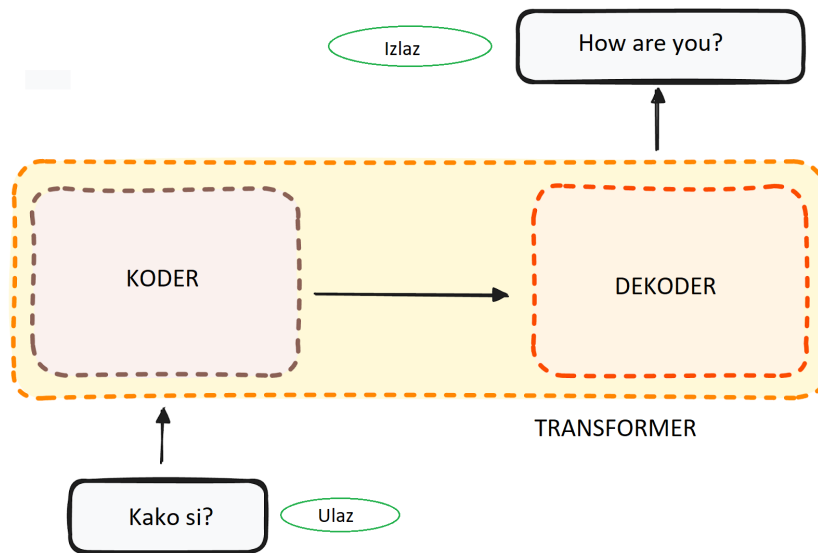 Izlaz
How are you?
KODER
DEKODER
TRANSFORMER
Kako si?
Ulaz